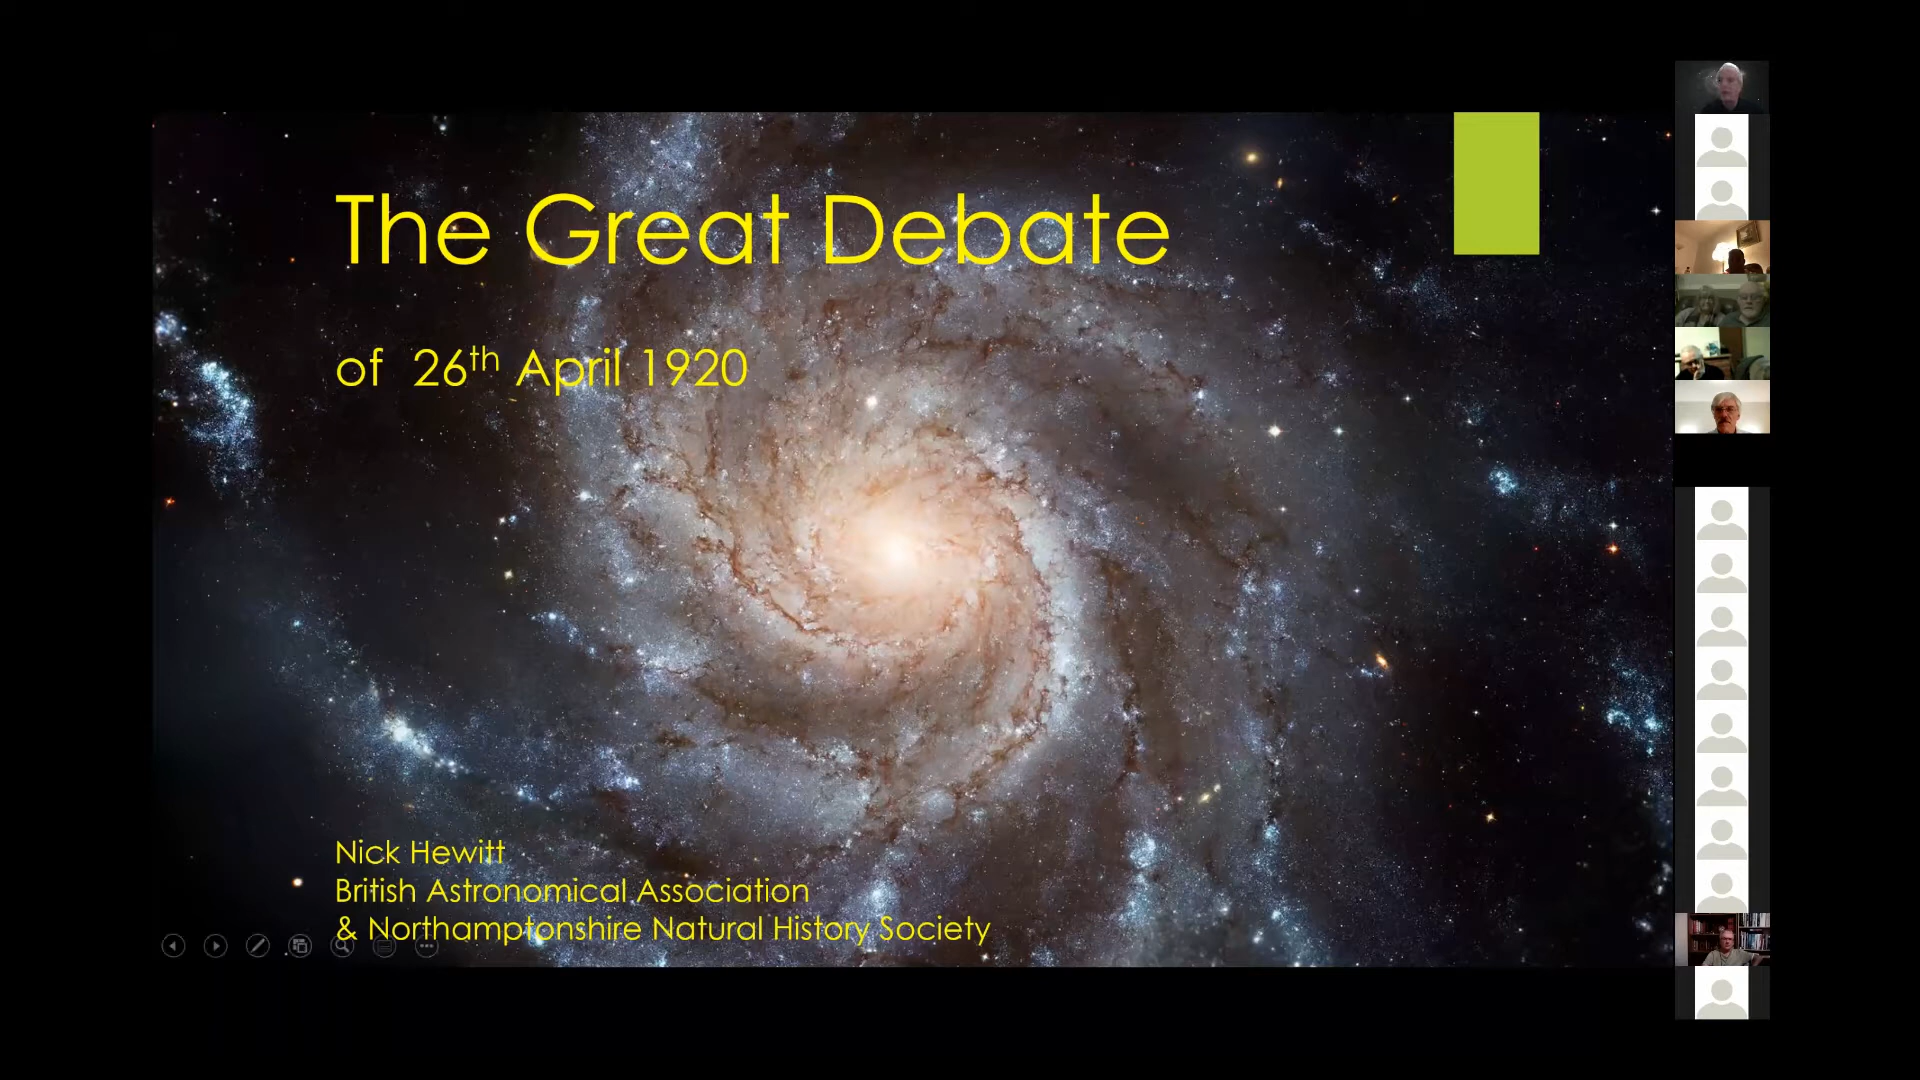 The Great Debate
of 26th April 1920
Nick Hewitt
British Astronomical Association
& Northamptonshire Natural History Society